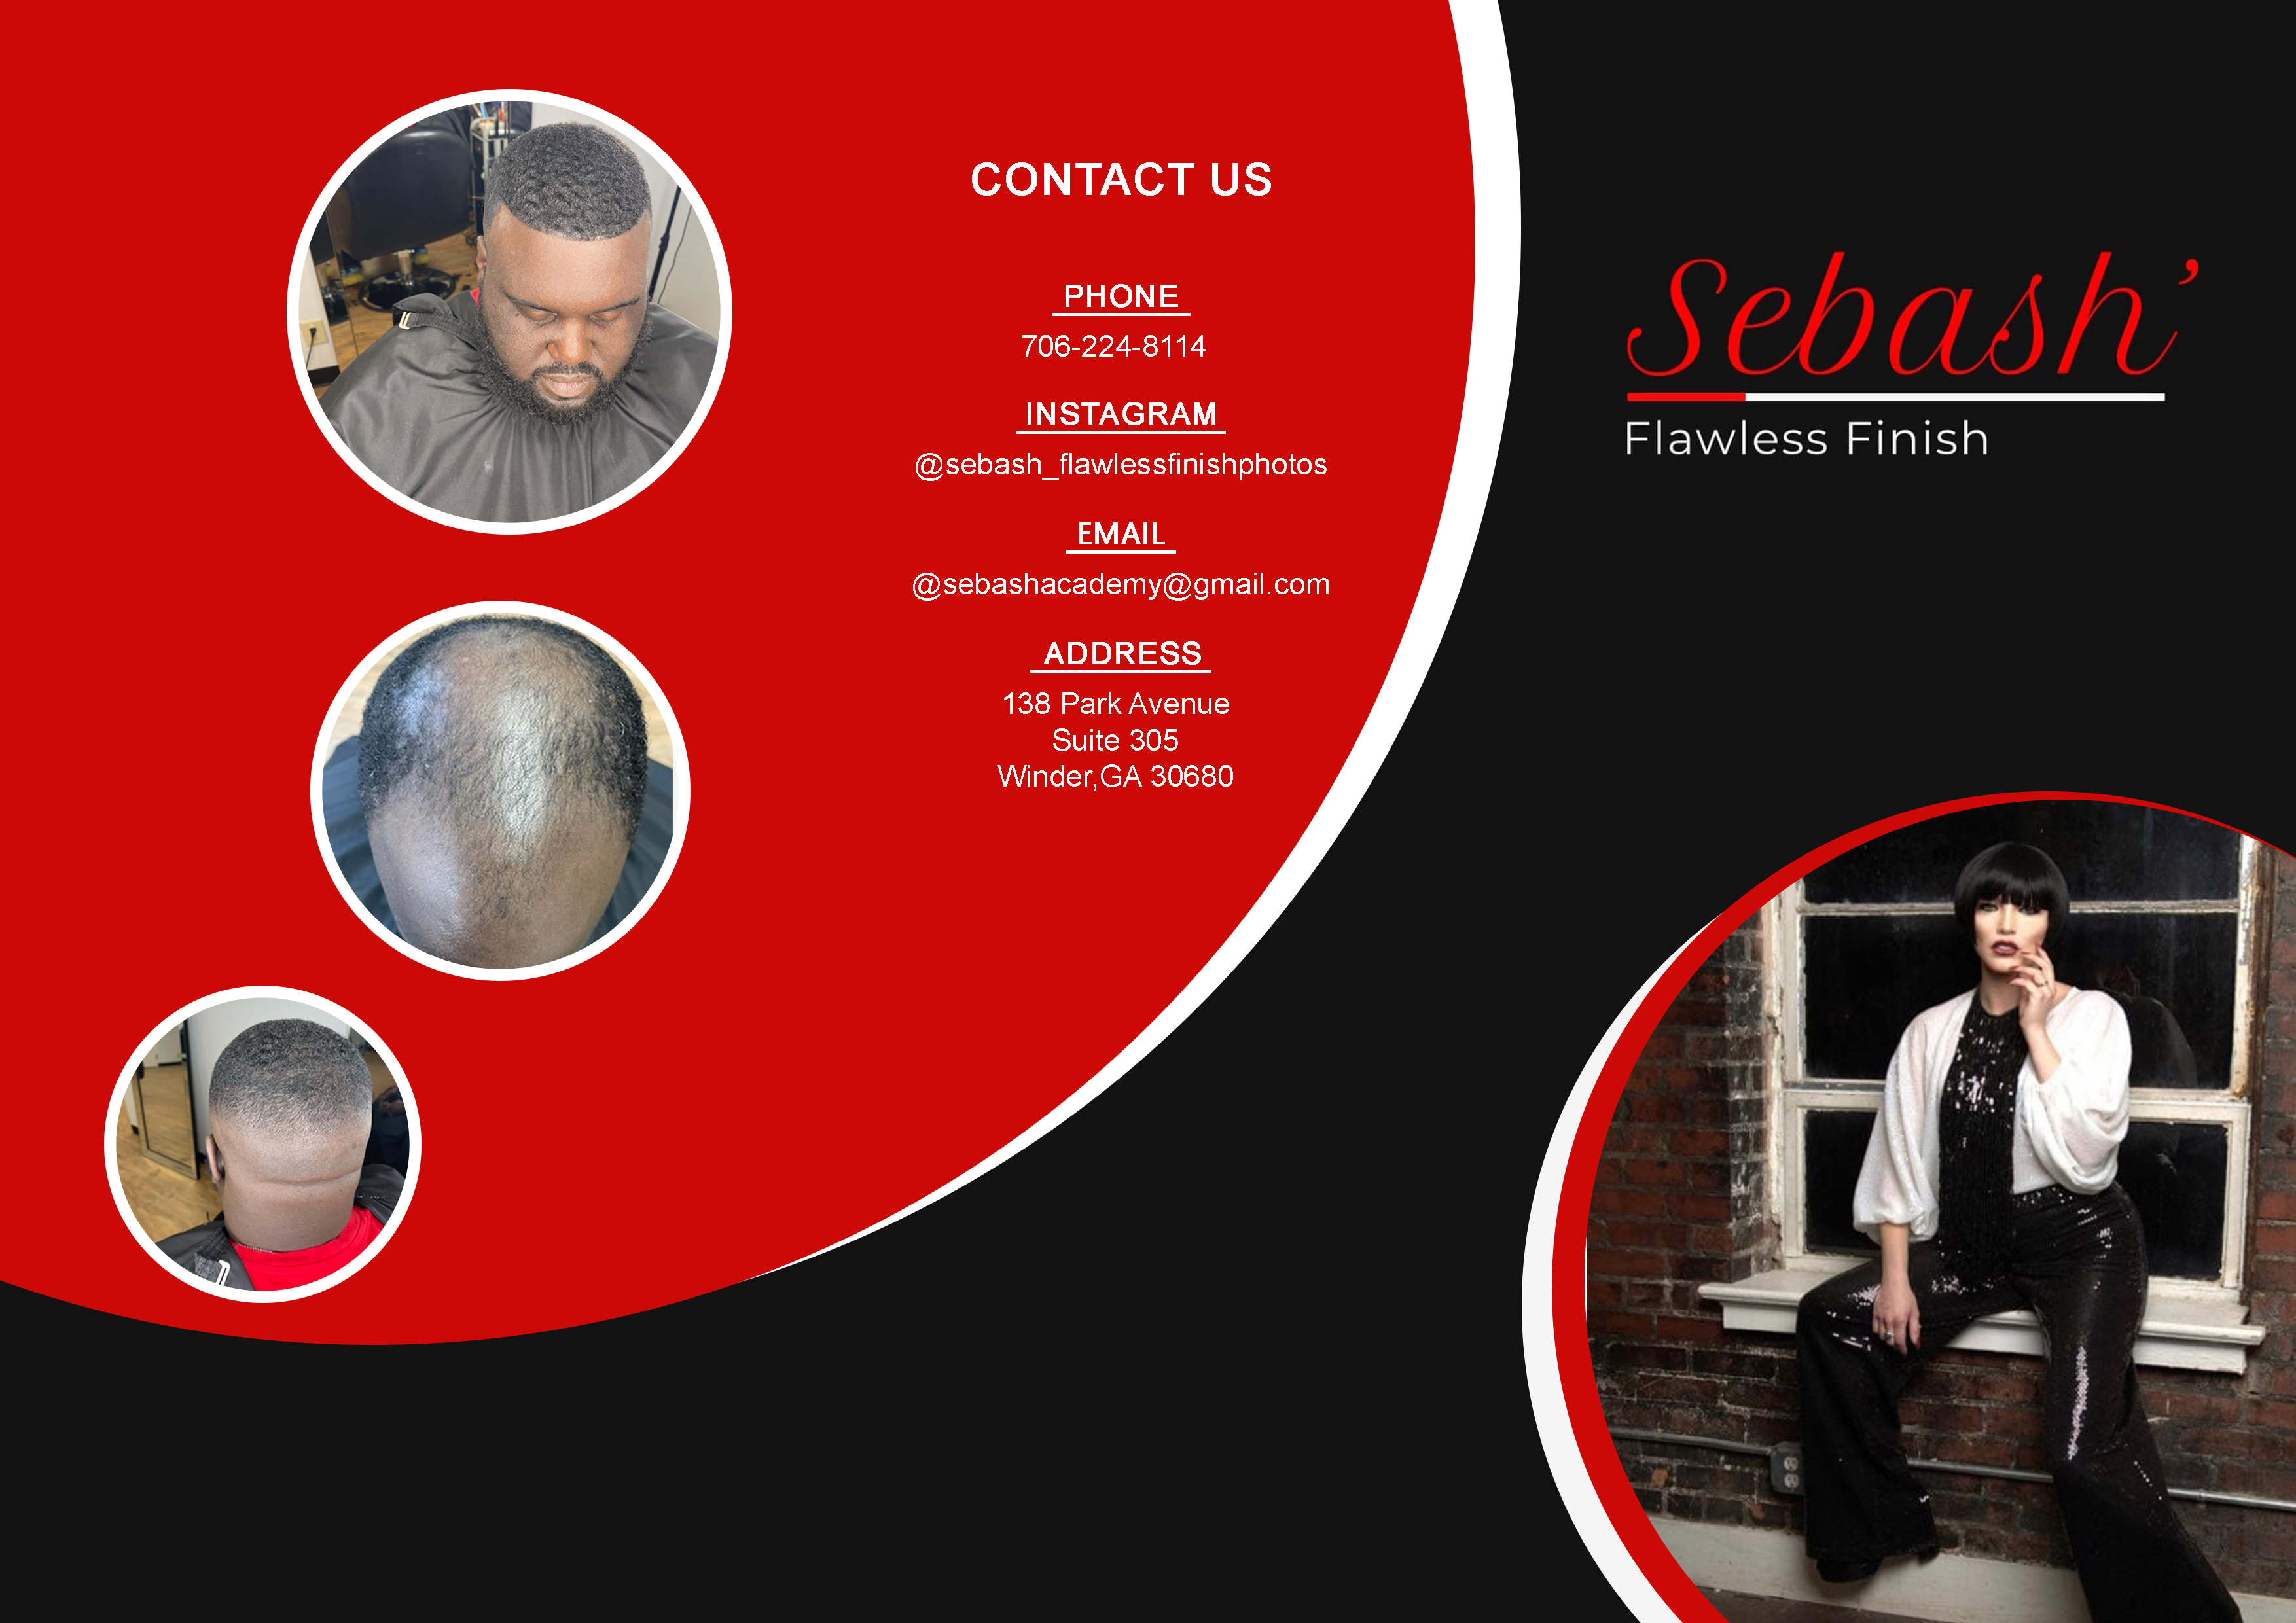 CONTACT US
PHONE
706-224-8114
INSTAGRAM
@sebash_flawlessfinishphotos
EMAIL
@sebashacademy@gmail.com
ADDRESS
138 Park Avenue
Suite 305
Winder,GA 30680
Sebash’
Flawless Finish